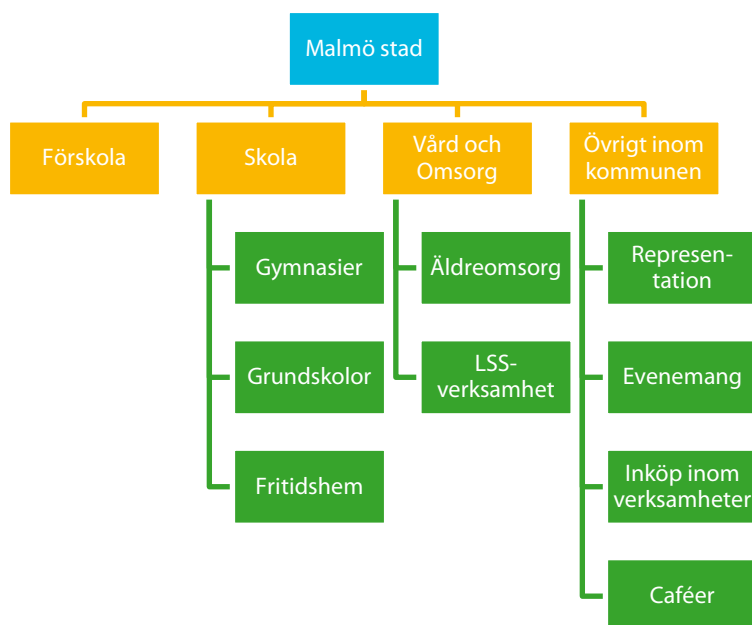 Malmö stad
Förskola
Skola
Vård och
Omsorg
Övrigt inom
kommunen
Gymnasier
Grundskolor
Fritidshem
Äldreomsorg
LSS-
verksamhet
Represen-
tation
Evenemang
Inköp inom
verksamheter
Caféer